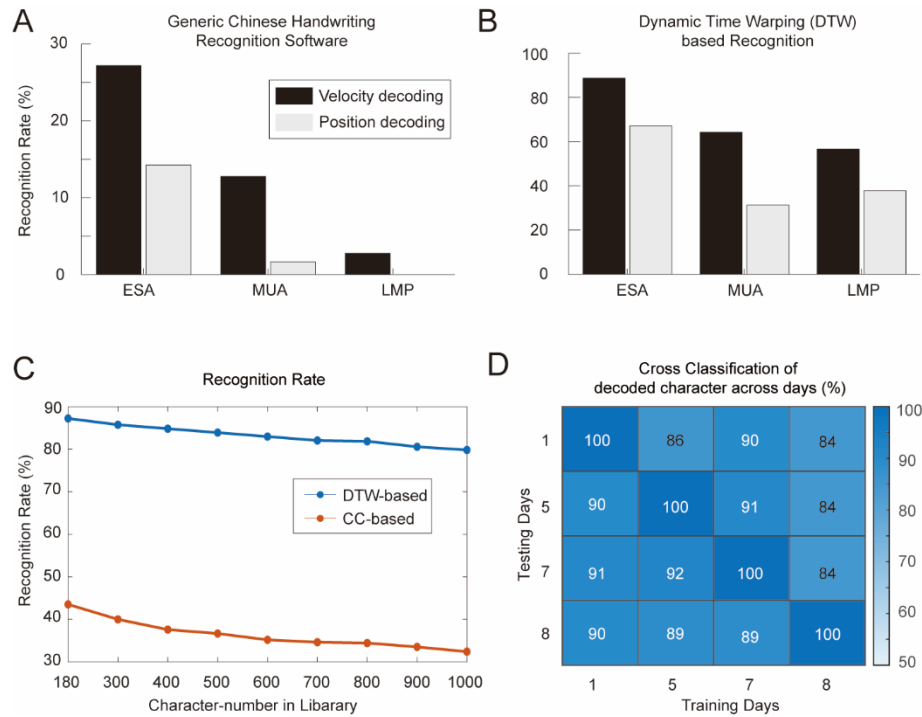 A
Generic Chinese Handwriting
Recognition Software
Recognition Rate (%)
30
20
10
0
Velocity decoding
Position decoding
ESA MUA LMP
B
Dynamic Time Warping (DTW)
based Recognition
100
80
60
40
20
0
ESA MUA LMP
C
Recognition Rate
Recognition Rate (%)
90
80
70
60
50
40
30
DTW-based
CC-based
180 300 400 500 600 700 800 900 1000
Character-number in Libarary
D
Cross Classification of
decoded character across days (%)
Testing Days
1 100 86 90 84
5 90 100 91 84
7 91 92 100 84
8 90 89 89 100
1 5 7 8
Training Days
100
90
80
70
60
50